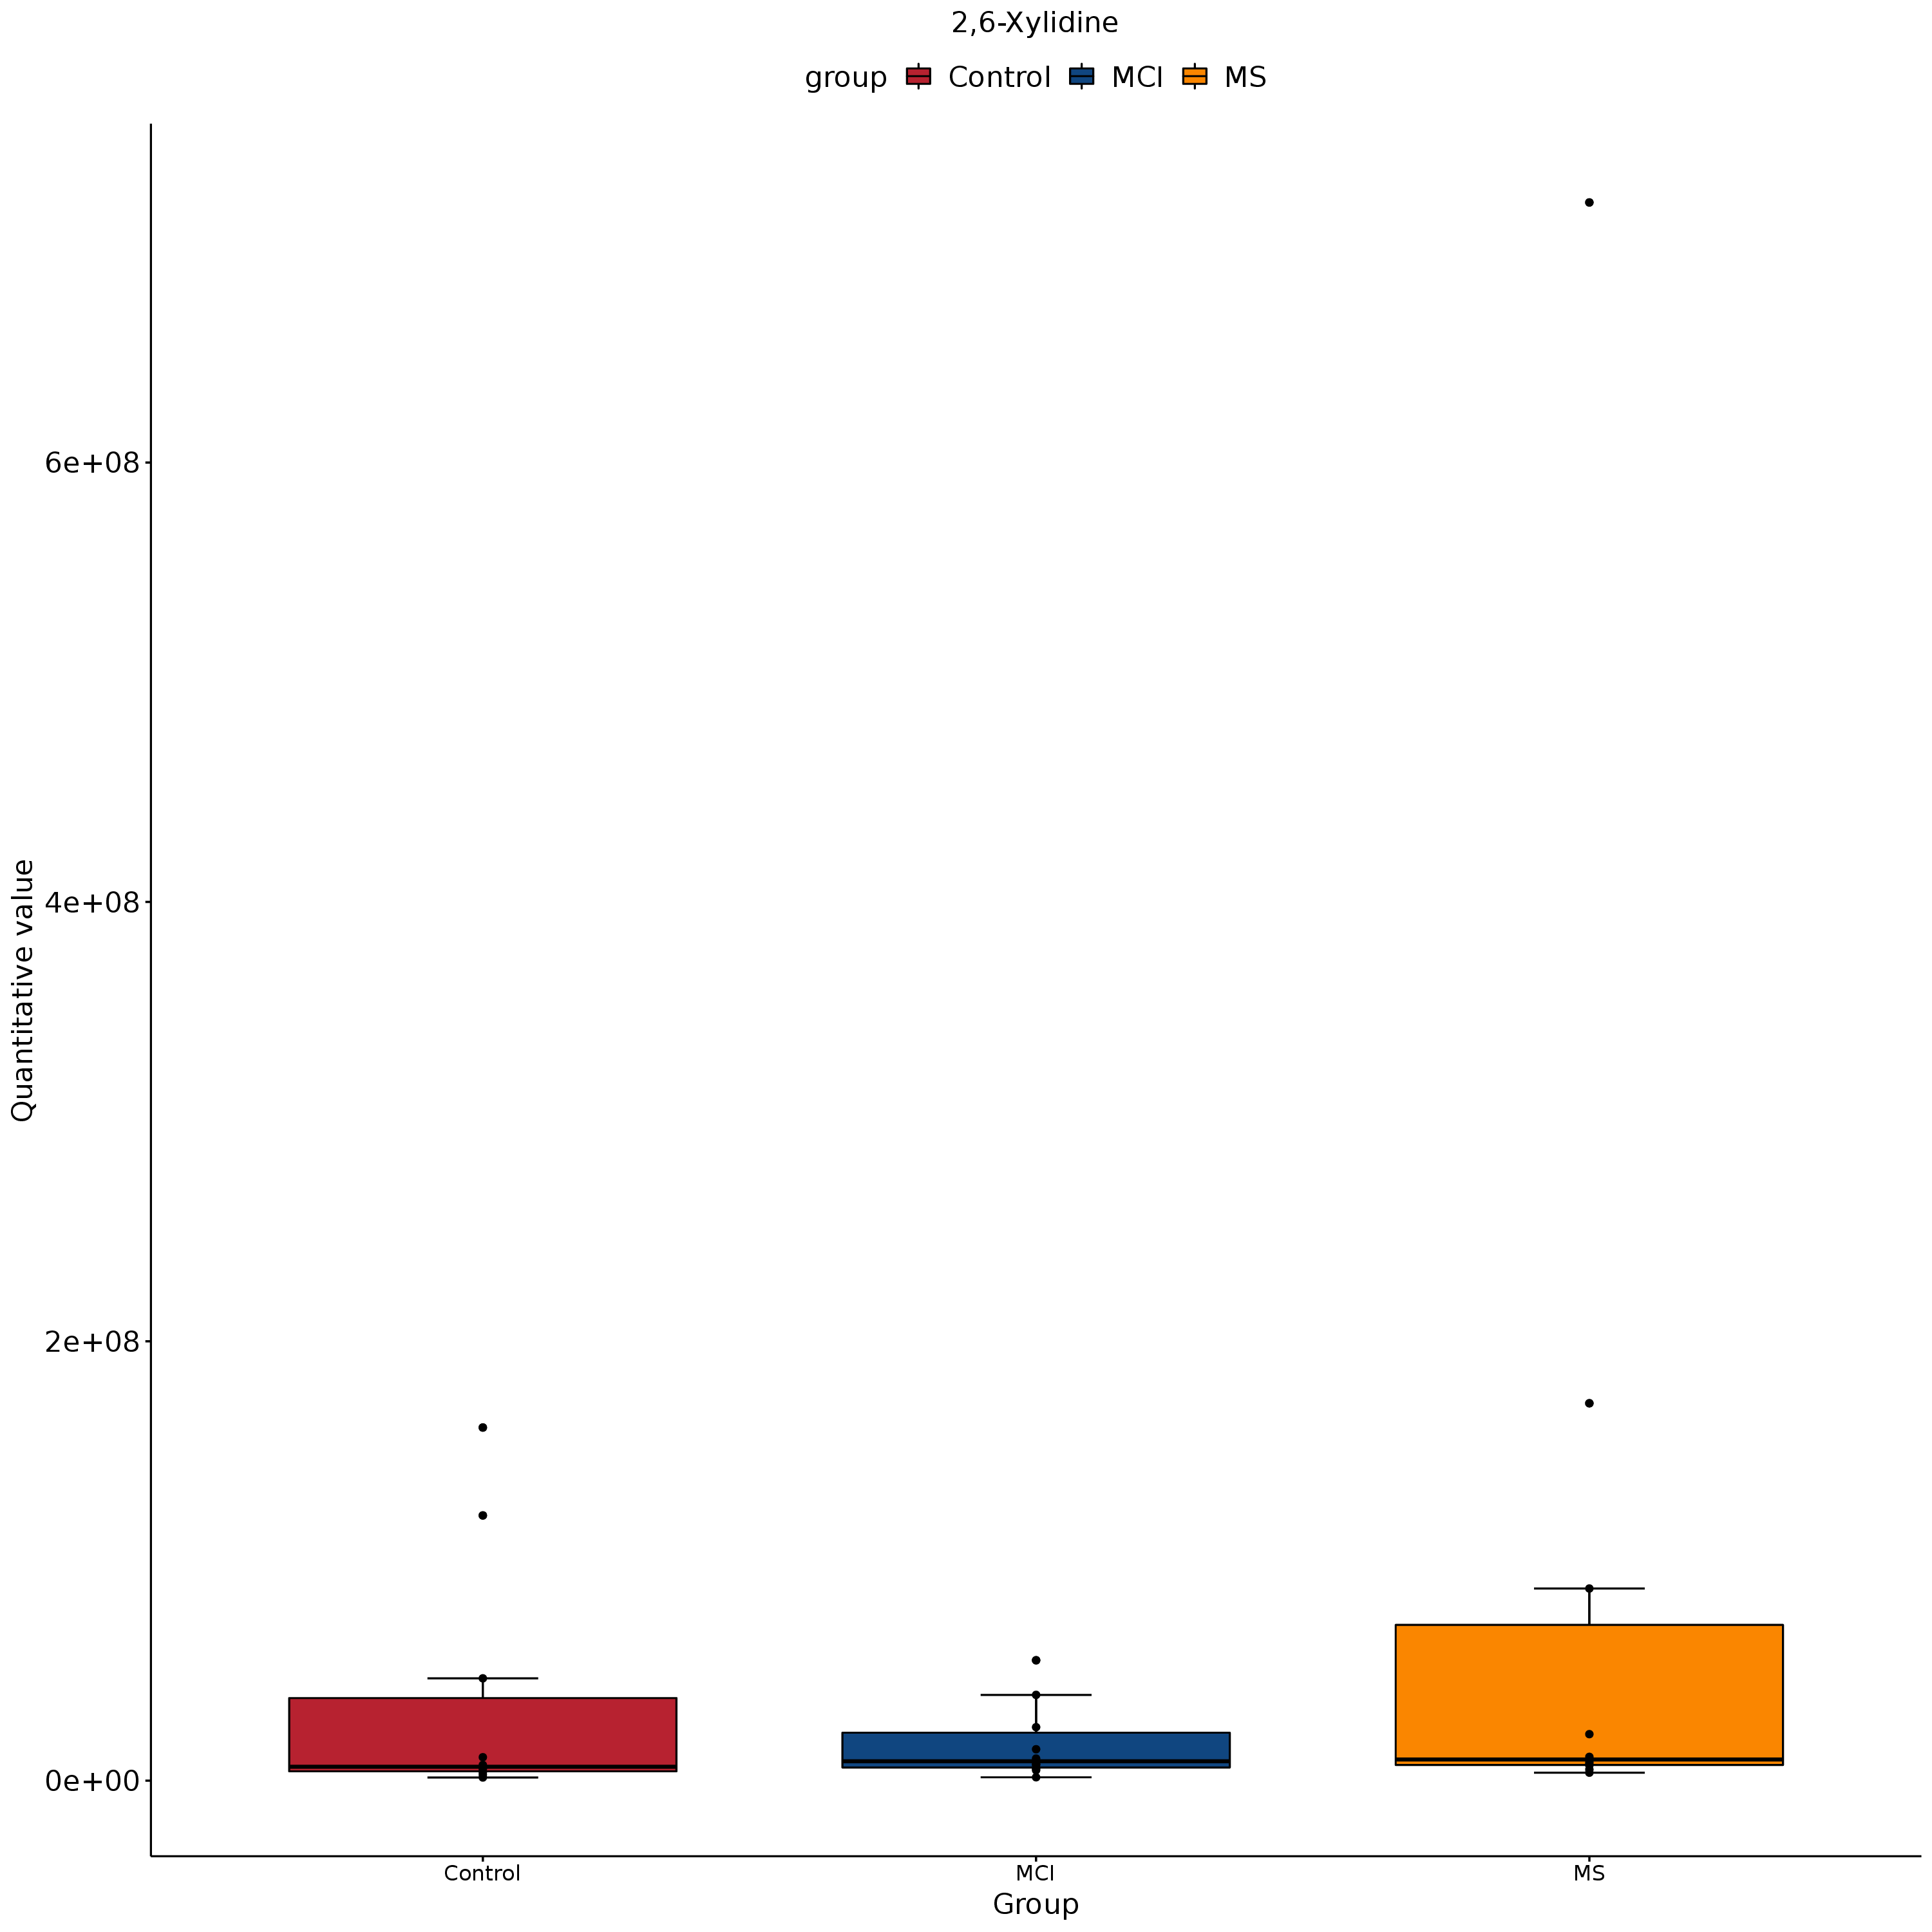 2,6-Xylidine
group Control MCI MS
6e+08
4e+08
2e+08
0e+00
Quantitative value
Control MCI MS
Group